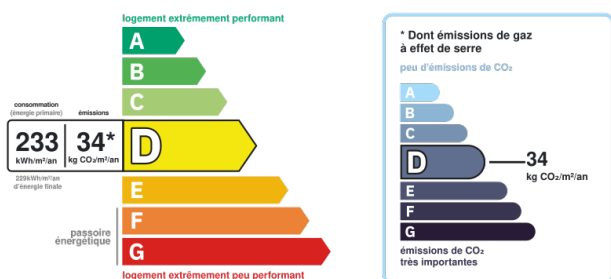 logement extrêmement performant
A
B
C
consommation
(énergie primaire)
émissions
233
kWh/m²/an
34*
kg CO₂/m²/an
D
229kWh/m²/an
d'énergie finale
E
F
G
passoire
énergétique
logement extrêmement peu performant
* Dont émissions de gaz
à effet de serre
peu d'émissions de CO₂
A
B
C
D
34
kg CO₂/m²/an
E
F
G
émissions de CO₂
très importantes